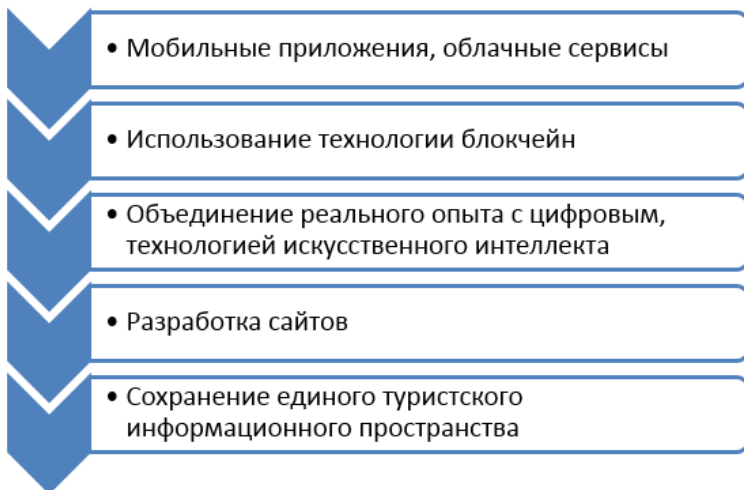 • Мобильные приложения, облачные сервисы
• Использование технологии блокчейн
• Объединение реального опыта с цифровым,
технологией искусственного интеллекта
• Разработка сайтов
• Сохранение единого туристского
информационного пространства